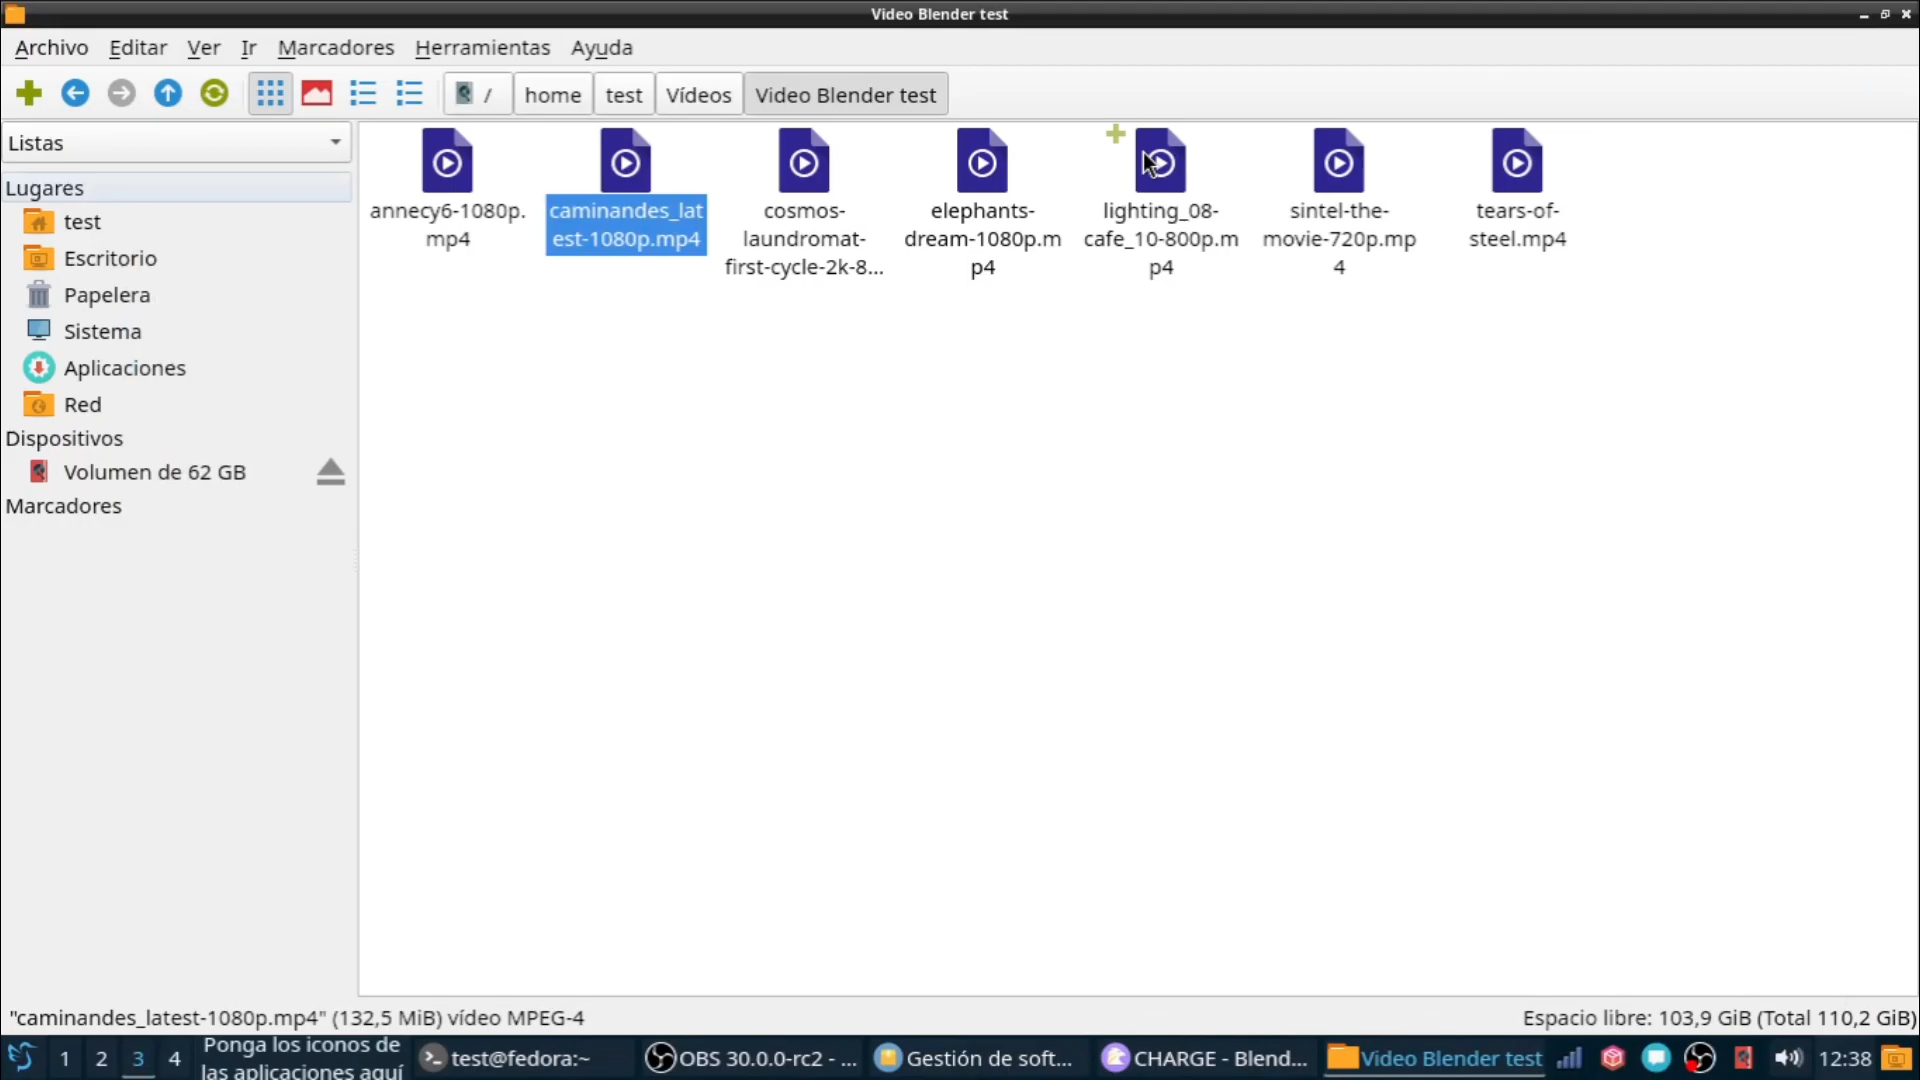 Video Blender test
Archivo Editar Ver Ir Marcadores Herramientas Ayuda
/ home test Vídeos Video Blender test
Listas
Lugares
test
Escritorio
Papelera
Sistema
Aplicaciones
Red
Dispositivos
Volumen de 62 GB
Marcadores
annecy6-1080p.
mp4
caminandes_lat
est-1080p.mp4
cosmos-
laundromat-
first-cycle-2k-8...
elephants-
dream-1080p.m
p4
lighting_08-
cafe_10-800p.m
p4
sintel-the-
movie-720p.mp
4
tears-of-
steel.mp4
"caminandes_latest-1080p.mp4" (132,5 MiB) vídeo MPEG-4
Espacio libre: 103,9 GiB (Total 110,2 GiB)
1 2 3 4
Ponga los iconos de
las aplicaciones aquí
test@fedora:~
OBS 30.0.0-rc2 - ...
Gestión de soft...
CHARGE - Blend...
Video Blender test
12:38